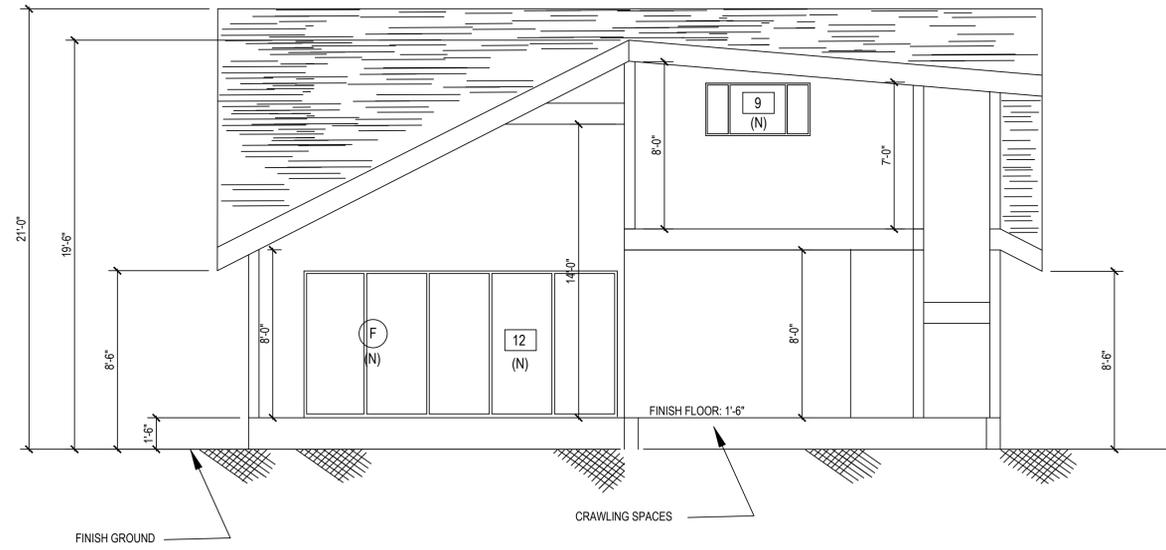 9
(N)
21'-0"
19'-6"
8'-0"
7'-0"
14'-0"
8'-6"
8'-0"
F
(N)
12
(N)
8'-0"
8'-6"
FINISH FLOOR: 1'-6"
1'-6"
CRAWLING SPACES
FINISH GROUND